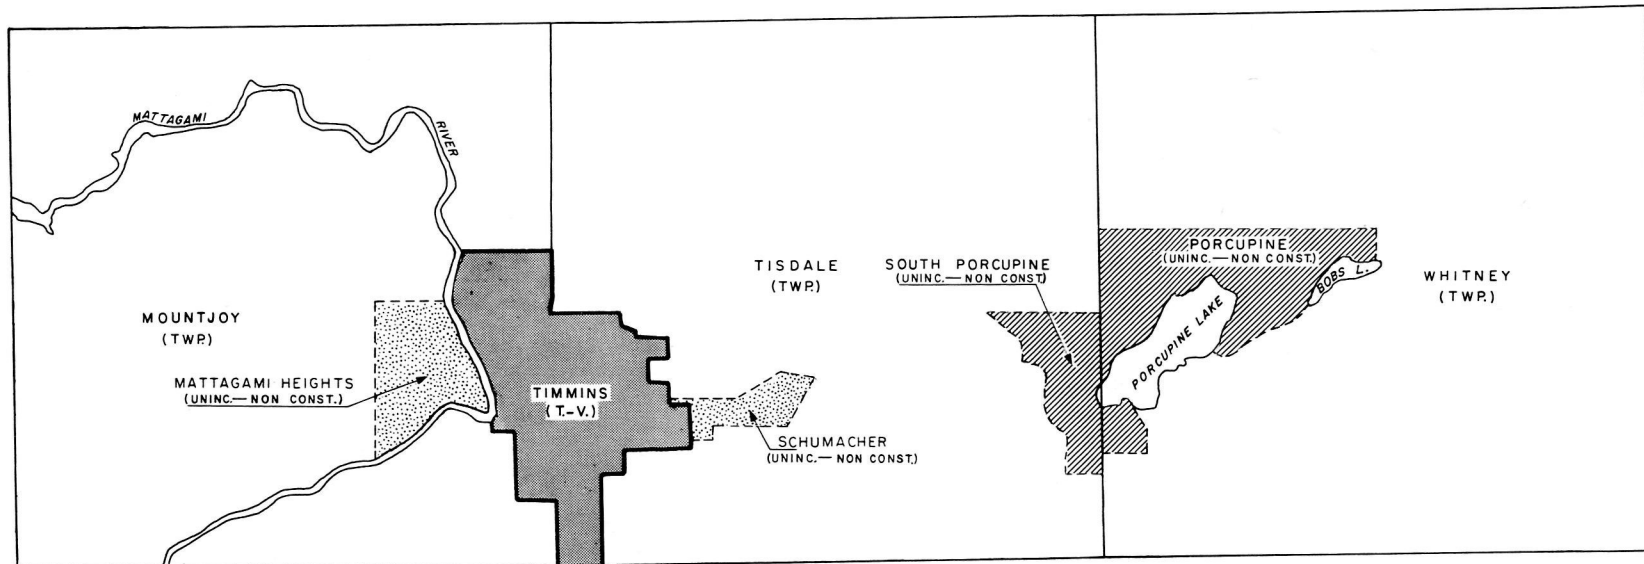 MATTAGAMI
RIVER
MOUNTJOY
(TWP.)
MATTAGAMI HEIGHTS
(UNINC.—NON CONST.)
TIMMINS
(T.-V.)
TISDALE
(TWP.)
SCHUMACHER
(UNINC.—NON CONST.)
SOUTH PORCUPINE
(UNINC.—NON CONST.)
PORCUPINE
(UNINC.—NON CONST.)
PORCUPINE LAKE
BOBS L.
WHITNEY
(TWP.)